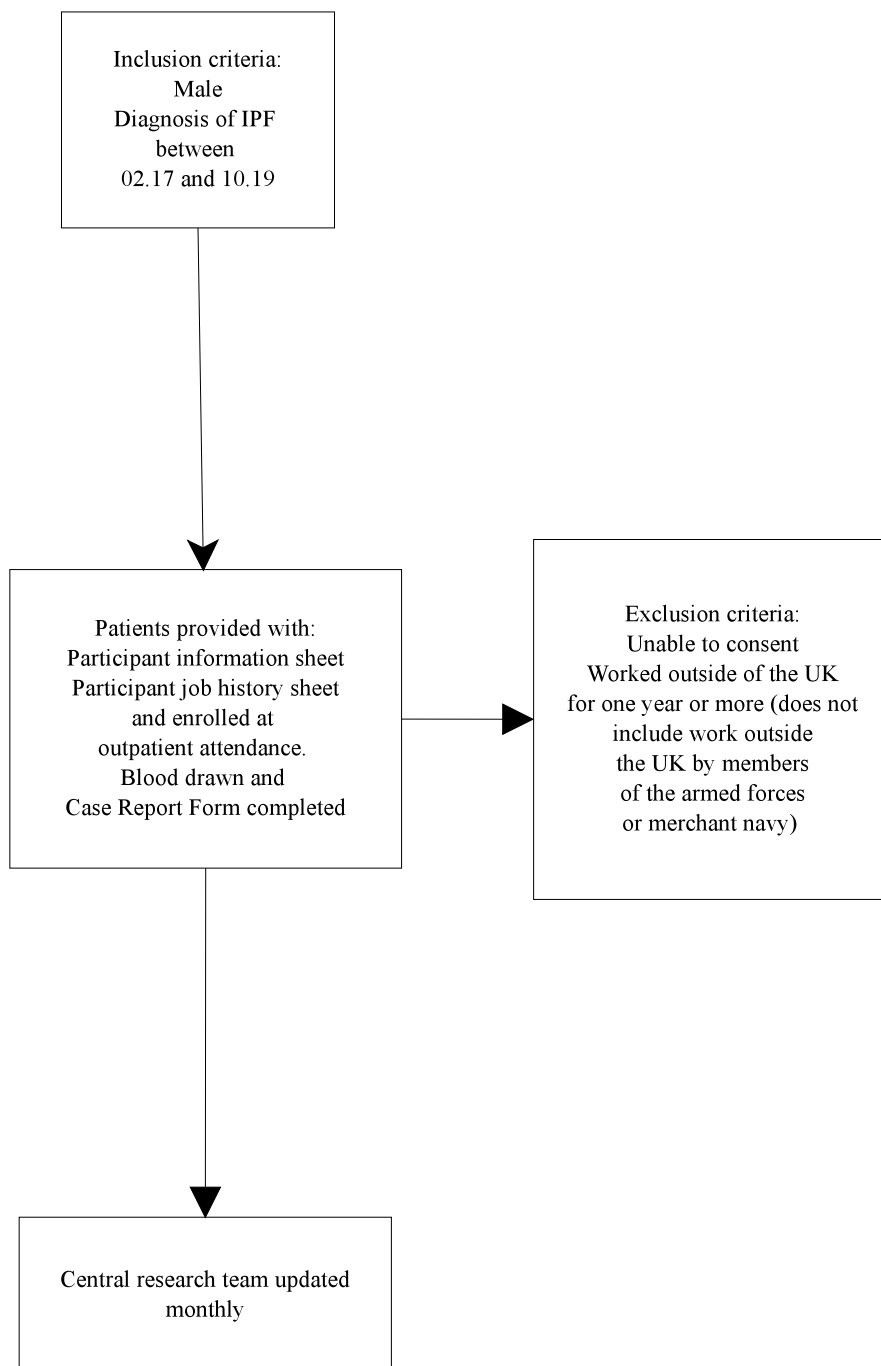 Inclusion criteria:
Male
Diagnosis of IPF
between
02.17 and 10.19
Patients provided with:
Participant information sheet
Participant job history sheet
and enrolled at
outpatient attendance.
Blood drawn and
Case Report Form completed
Exclusion criteria:
Unable to consent
Worked outside of the UK
for one year or more (does not
include work outside
the UK by members
of the armed forces
or merchant navy)
Central research team updated
monthly